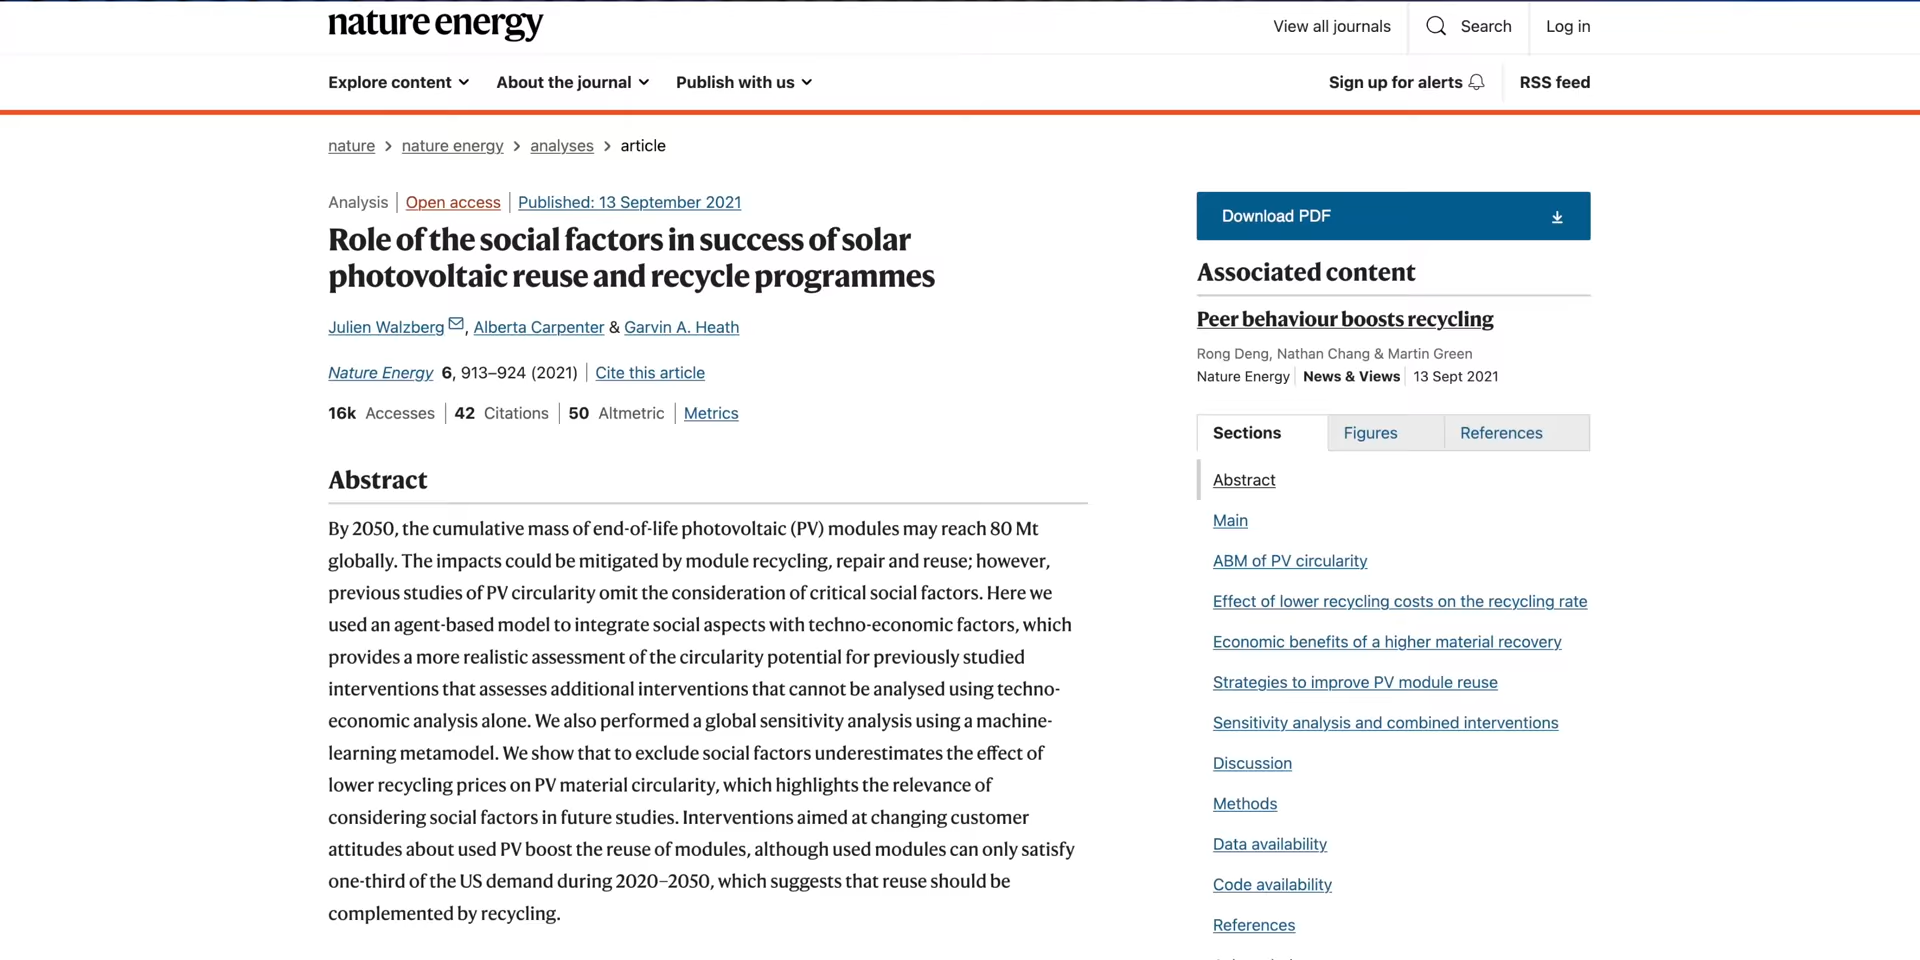 nature energy
View all journals
Search
Log in
Explore content
About the journal
Publish with us
Sign up for alerts
RSS feed
nature > nature energy > analyses > article
Analysis | Open access | Published: 13 September 2021
Role of the social factors in success of solar
photovoltaic reuse and recycle programmes
Julien Walzberg, Alberta Carpenter & Garvin A. Heath
Nature Energy 6, 913–924 (2021) | Cite this article
16k Accesses | 42 Citations | 50 Altmetric | Metrics
Abstract
By 2050, the cumulative mass of end-of-life photovoltaic (PV) modules may reach 80 Mt
globally. The impacts could be mitigated by module recycling, repair and reuse; however,
previous studies of PV circularity omit the consideration of critical social factors. Here we
used an agent-based model to integrate social aspects with techno-economic factors, which
provides a more realistic assessment of the circularity potential for previously studied
interventions that assesses additional interventions that cannot be analysed using techno-
economic analysis alone. We also performed a global sensitivity analysis using a machine-
learning metamodel. We show that to exclude social factors underestimates the effect of
lower recycling prices on PV material circularity, which highlights the relevance of
considering social factors in future studies. Interventions aimed at changing customer
attitudes about used PV boost the reuse of modules, although used modules can only satisfy
one-third of the US demand during 2020–2050, which suggests that reuse should be
complemented by recycling.
Download PDF
Associated content
Peer behaviour boosts recycling
Rong Deng, Nathan Chang & Martin Green
Nature Energy | News & Views | 13 Sept 2021
Sections
Figures
References
Abstract
Main
ABM of PV circularity
Effect of lower recycling costs on the recycling rate
Economic benefits of a higher material recovery
Strategies to improve PV module reuse
Sensitivity analysis and combined interventions
Discussion
Methods
Data availability
Code availability
References